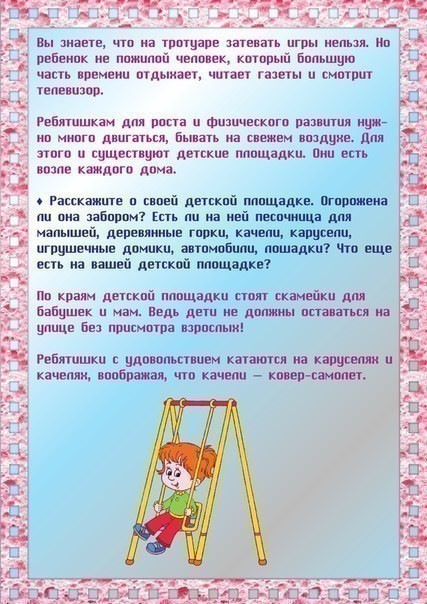 Вы знаете, что на тротуаре затевать игры нельзя. Но
ребенок не пожилой человек, который большую
часть времени отдыхает, читает газеты и смотрит
телевизор.
Ребятишкам для роста и физического развития нуж-
но много двигаться, бывать на свежем воздухе. Для
этого и существуют детские площадки. Они есть
возле каждого дома.
♦ Расскажите о своей детской площадке. Огорожена
ли она забором? Есть ли на ней песочница для
малышей, деревянные горки, качели, карусели,
игрушечные домики, автомобили, лошадки? Что еще
есть на вашей детской площадке?
По краям детской площадки стоят скамейки для
бабушек и мам. Ведь дети не должны оставаться на
улице без присмотра взрослых!
Ребятишки с удовольствием катаются на каруселях и
качелях, воображая, что качели — ковер-самолет.